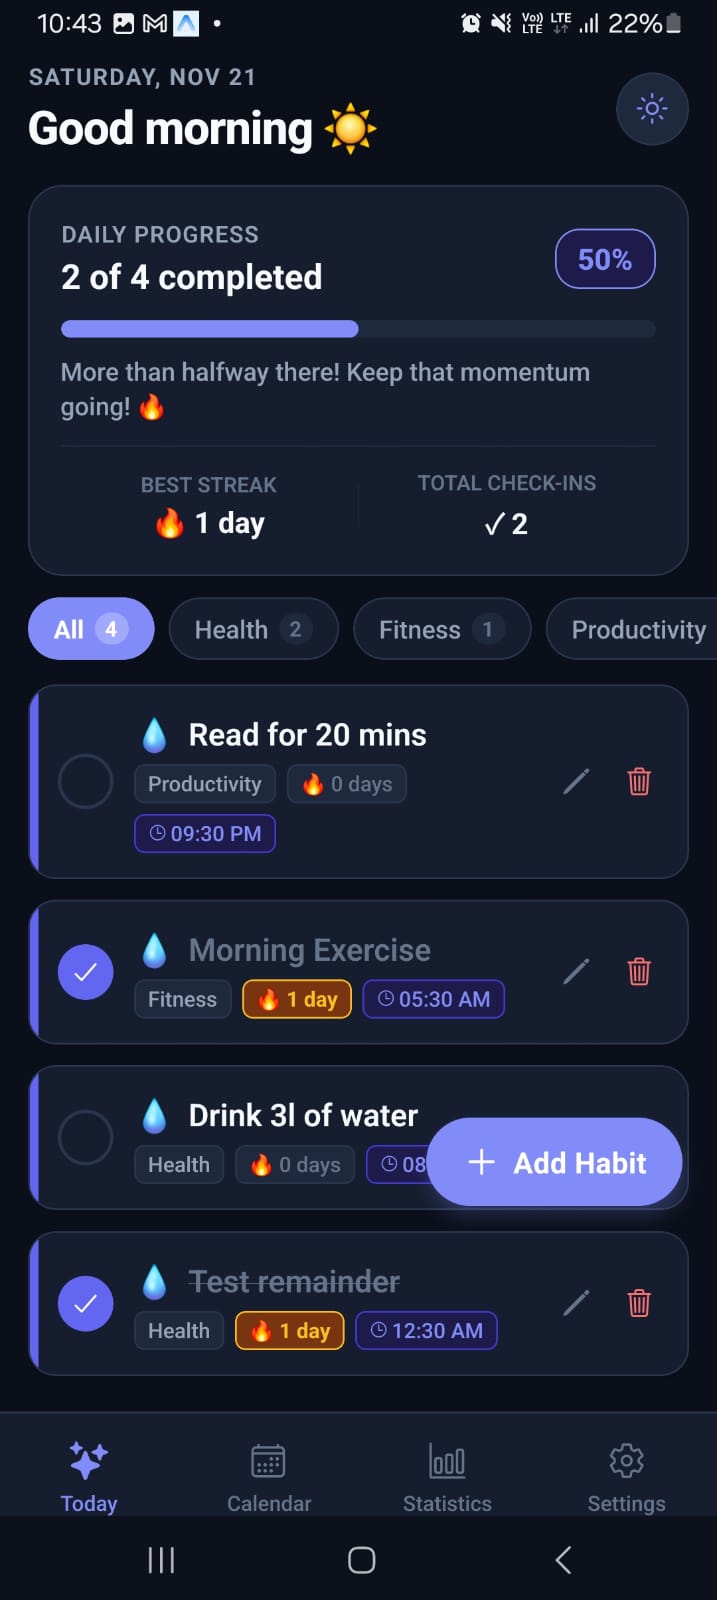 10:43
Vo)) LTE
LTE
22%
SATURDAY, NOV 21
Good morning ☀️
DAILY PROGRESS
2 of 4 completed
50%
More than halfway there! Keep that momentum
going! 🔥
BEST STREAK
🔥 1 day
TOTAL CHECK-INS
✓ 2
All 4
Health 2
Fitness 1
Productivity
💧 Read for 20 mins
Productivity
🔥 0 days
09:30 PM
💧 Morning Exercise
Fitness
🔥 1 day
05:30 AM
💧 Drink 3l of water
Health
🔥 0 days
08
+ Add Habit
💧 Test remainder
Health
🔥 1 day
12:30 AM
Today
Calendar
Statistics
Settings